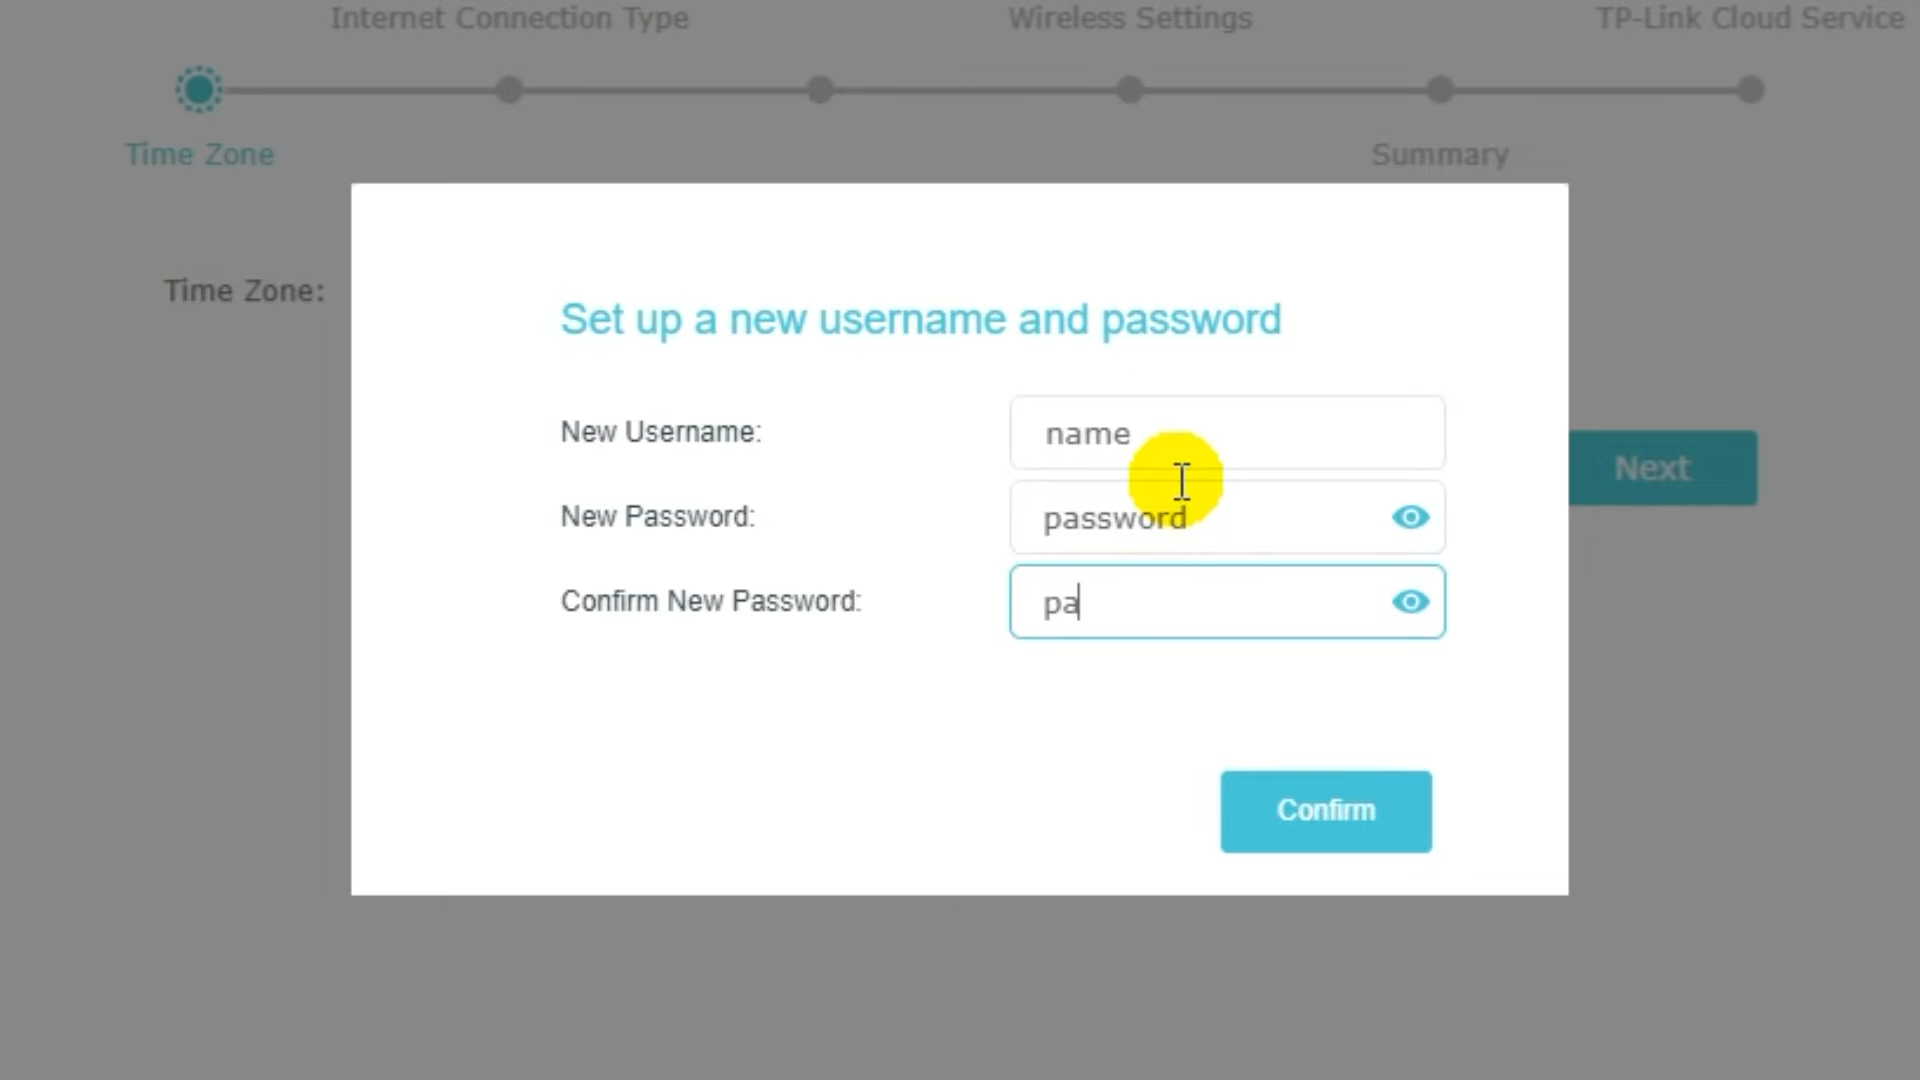 Internet Connection Type
Wireless Settings
TP-Link Cloud Service
Time Zone
Summary
Time Zone:
Set up a new username and password
New Username:
name
Next
New Password:
password
Confirm New Password:
pa
Confirm